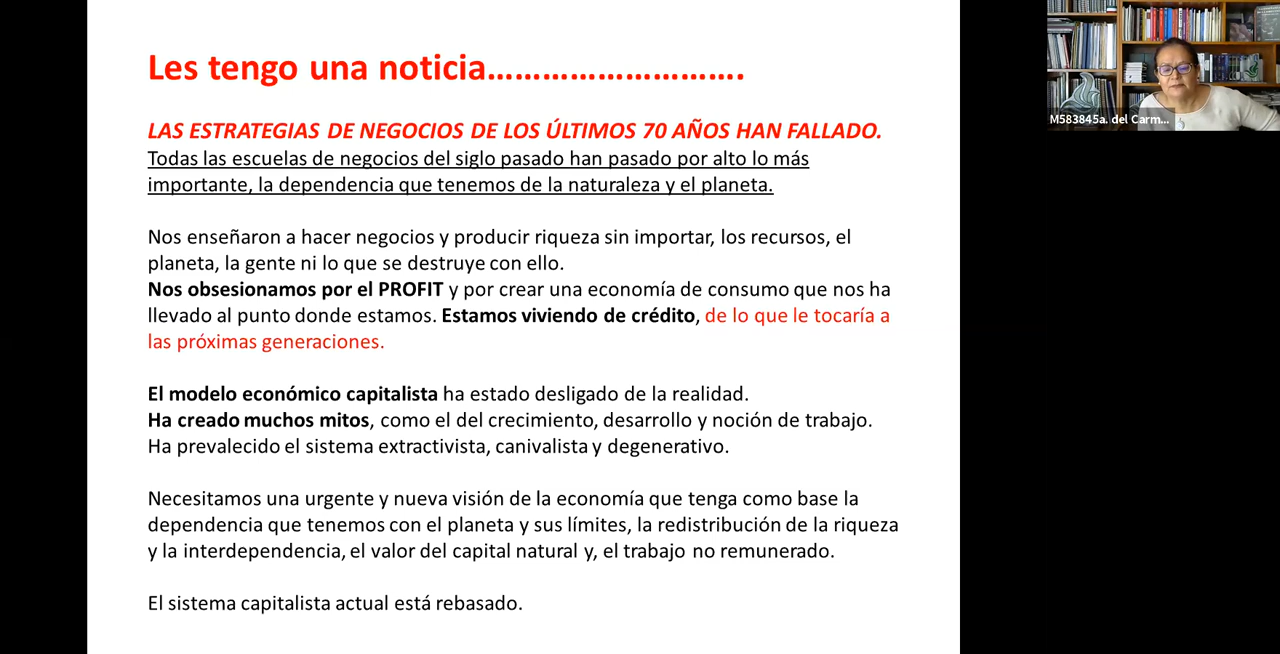 Les tengo una noticia……………………….
LAS ESTRATEGIAS DE NEGOCIOS DE LOS ÚLTIMOS 70 AÑOS HAN FALLADO.
Todas las escuelas de negocios del siglo pasado han pasado por alto lo más
importante, la dependencia que tenemos de la naturaleza y el planeta.
Nos enseñaron a hacer negocios y producir riqueza sin importar, los recursos, el
planeta, la gente ni lo que se destruye con ello.
Nos obsesionamos por el PROFIT y por crear una economía de consumo que nos ha
llevado al punto donde estamos. Estamos viviendo de crédito, de lo que le tocaría a
las próximas generaciones.
El modelo económico capitalista ha estado desligado de la realidad.
Ha creado muchos mitos, como el del crecimiento, desarrollo y noción de trabajo.
Ha prevalecido el sistema extractivista, canivalista y degenerativo.
Necesitamos una urgente y nueva visión de la economía que tenga como base la
dependencia que tenemos con el planeta y sus límites, la redistribución de la riqueza
y la interdependencia, el valor del capital natural y, el trabajo no remunerado.
El sistema capitalista actual está rebasado.
M583845a. del Carm...